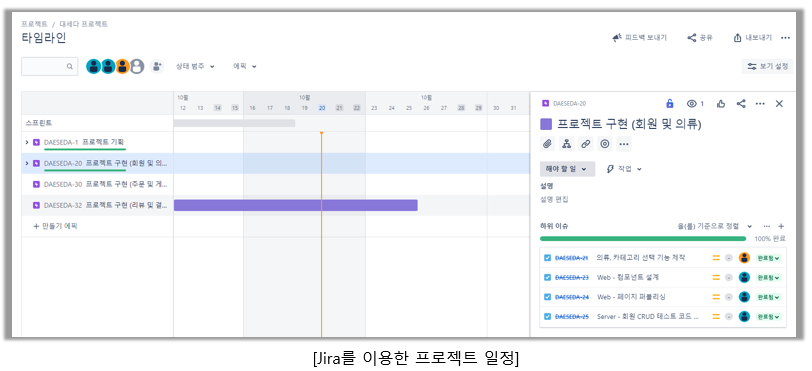 프로젝트 / 대세다 프로젝트
타임라인
피드백 보내기 공유 내보내기
상태 범주 에픽 보기 설정
10월 10월 10월
12 13 14 15 16 17 18 19 20 21 22 23 24 25 26 27 28 29 30 31
스프린트
DAESEDA-1 프로젝트 기획
DAESEDA-20 프로젝트 구현 (회원 및 의...
DAESEDA-30 프로젝트 구현 (주문 및 게...
DAESEDA-32 프로젝트 구현 (리뷰 및 결...
+ 만들기 에픽
DAESEDA-20 1
프로젝트 구현 (회원 및 의류)
해야 할 일 작업
설명
설명 편집
하위 이슈 을(를) 기준으로 정렬
100% 완료
DAESEDA-21 의류, 카테고리 선택 기능 제작 완료됨
DAESEDA-23 Web - 컴포넌트 설계 완료됨
DAESEDA-24 Web - 페이지 퍼블리싱 완료됨
DAESEDA-25 Server - 회원 CRUD 테스트 코드 ... 완료됨
[Jira를 이용한 프로젝트 일정]